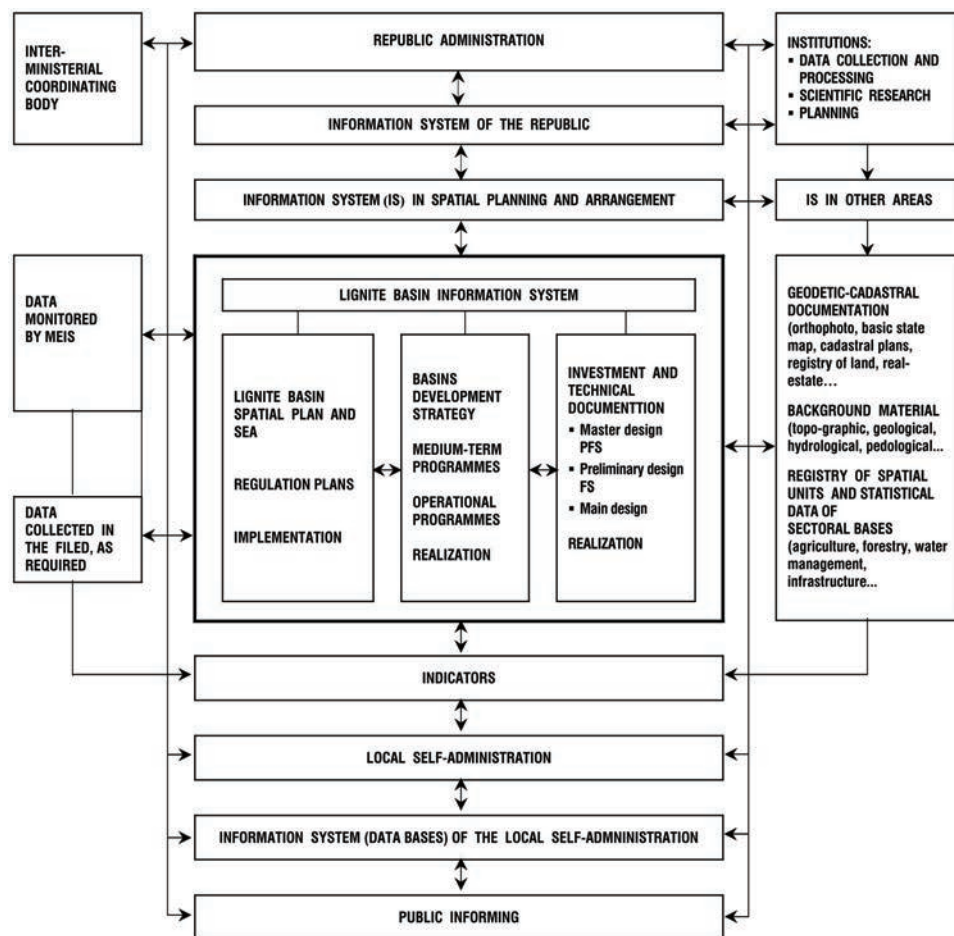 INTER-
MINISTERIAL
COORDINATING
BODY
REPUBLIC ADMINISTRATION
INSTITUTIONS:
▪ DATA COLLECTION AND
PROCESSING
▪ SCIENTIFIC RESEARCH
▪ PLANNING
INFORMATION SYSTEM OF THE REPUBLIC
INFORMATION SYSTEM (IS) IN SPATIAL PLANNING AND ARRANGEMENT
IS IN OTHER AREAS
DATA
MONITORED
BY MEIS
DATA
COLLECTED IN
THE FILED, AS
REQUIRED
LIGNITE BASIN INFORMATION SYSTEM
LIGNITE BASIN
SPATIAL PLAN AND
SEA
REGULATION PLANS
IMPLEMENTATION
BASINS
DEVELOPMENT
STRATEGY
MEDIUM-TERM
PROGRAMMES
OPERATIONAL
PROGRAMMES
REALIZATION
INVESTMENT AND
TECHNICAL
DOCUMENTTION
▪ Master design
PFS
▪ Preliminary design
FS
▪ Main design
REALIZATION
GEODETIC-CADASTRAL
DOCUMENTATION
(orthophoto, basic state
map, cadastral plans,
registry of land, real-
estate...
BACKGROUND MATERIAL
(topo-graphic, geological,
hydrological, pedological...
REGISTRY OF SPATIAL
UNITS AND STATISTICAL
DATA OF
SECTORAL BASES
(agriculture, forestry, water
management,
infrastructure...
INDICATORS
LOCAL SELF-ADMINISTRATION
INFORMATION SYSTEM (DATA BASES) OF THE LOCAL SELF-ADMNINISTRATION
PUBLIC INFORMING